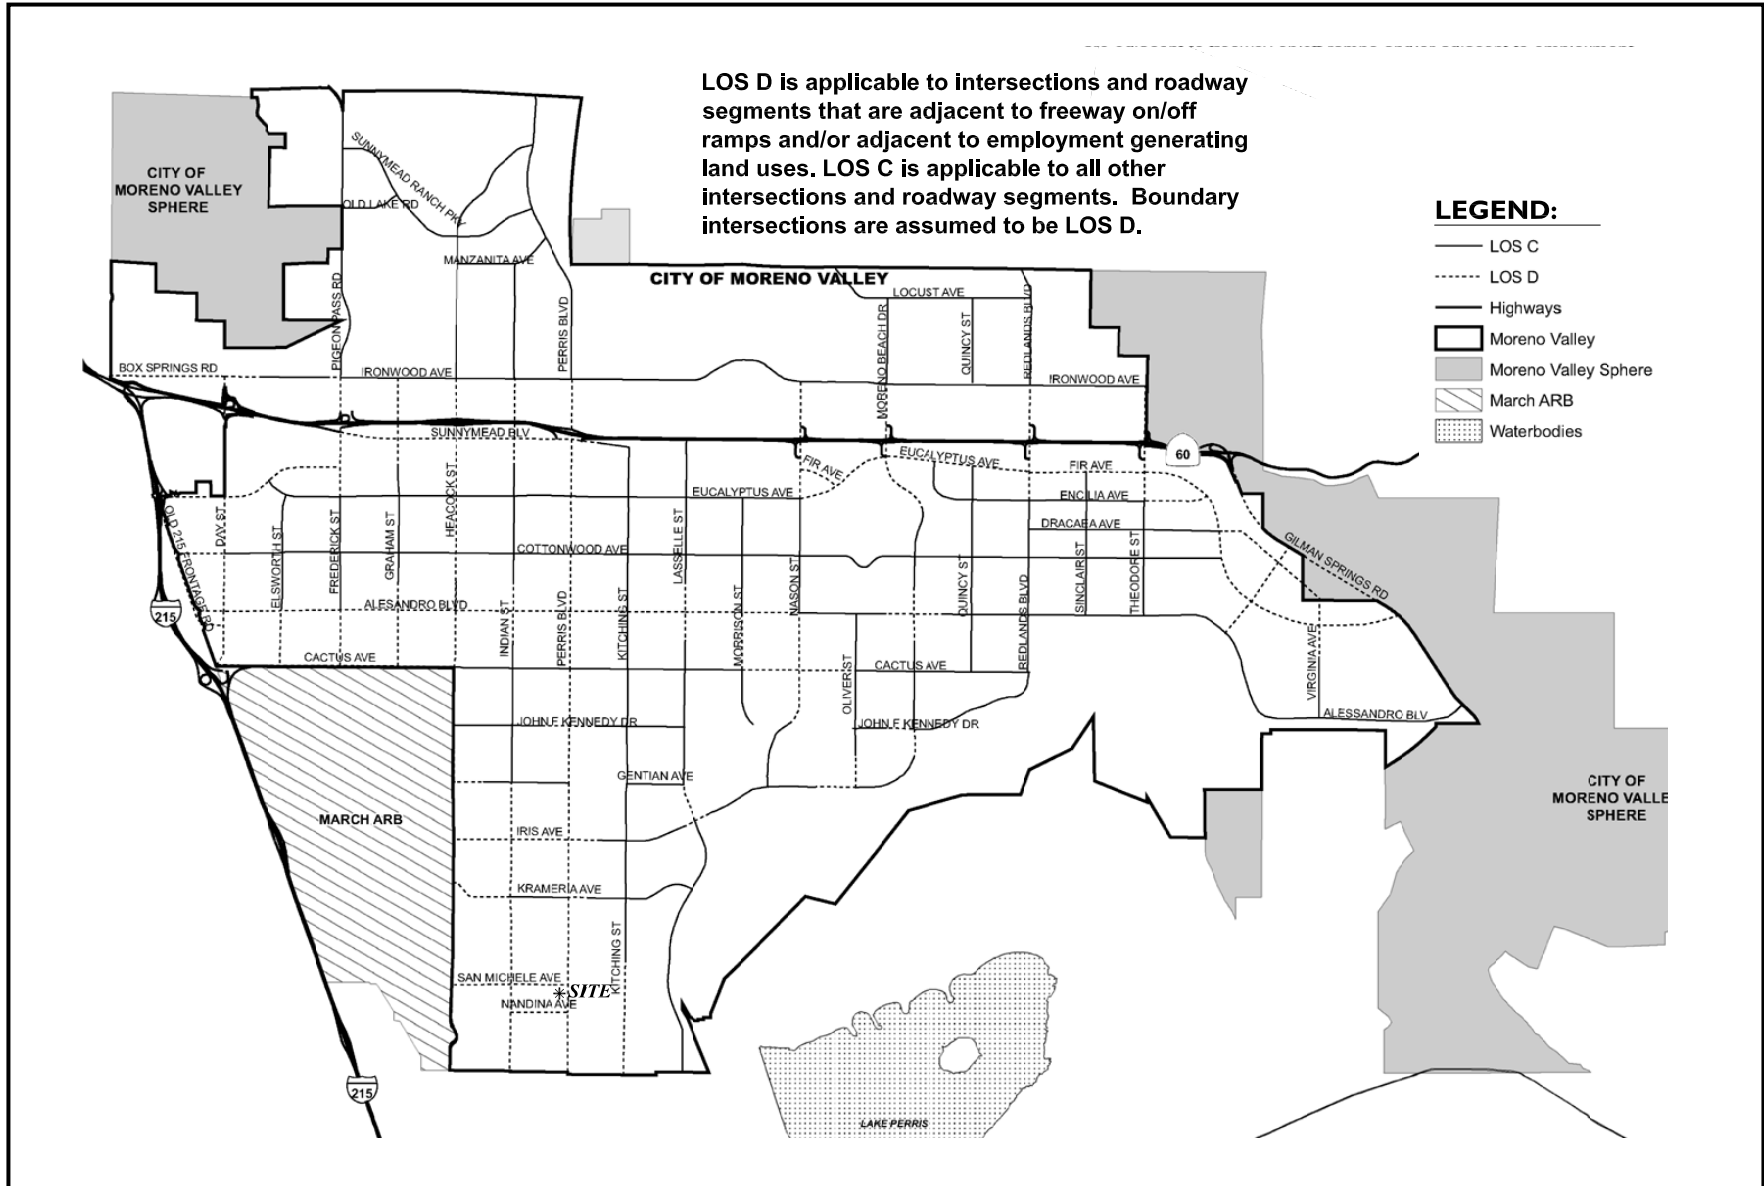 LOS D is applicable to intersections and roadway
segments that are adjacent to freeway on/off
ramps and/or adjacent to employment generating
land uses. LOS C is applicable to all other
intersections and roadway segments.  Boundary
intersections are assumed to be LOS D.
LEGEND:
LOS C
LOS D
Highways
Moreno Valley
Moreno Valley Sphere
March ARB
Waterbodies
CITY OF
MORENO VALLEY
SPHERE
SUNNYMEAD RANCH PKY
OLD LAKE RD
MANZANITA AVE
CITY OF MORENO VALLEY
LOCUST AVE
PIGEON PASS RD
PERRIS BLVD
MORENO BEACH DR
QUINCY ST
REDLANDS BLVD
BOX SPRINGS RD
IRONWOOD AVE
IRONWOOD AVE
SUNNYMEAD BLV
60
FIR AVE
EUCALYPTUS AVE
FIR AVE
EUCALYPTUS AVE
ENCILIA AVE
OLD 215 FRONTAGE RD
DAY ST
ELSWORTH ST
FREDERICK ST
GRAHAM ST
HEACOCK ST
LASSELLE ST
DRACAEA AVE
COTTONWOOD AVE
GILMAN SPRINGS RD
NASON ST
QUINCY ST
SINCLAIR ST
THEODORE ST
ALESANDRO BLVD
215
INDIAN ST
PERRIS BLVD
KITCHING ST
MORRISON ST
REDLANDS BLVD
CACTUS AVE
CACTUS AVE
OLIVER ST
VIRGINIA AVE
JOHN F KENNEDY DR
JOHN F KENNEDY DR
ALESSANDRO BLV
GENTIAN AVE
CITY OF
MORENO VALLE
SPHERE
MARCH ARB
IRIS AVE
KRAMERIA AVE
KITCHING ST
SAN MICHELE AVE
SITE
NANDINA AVE
215
LAKE PERRIS